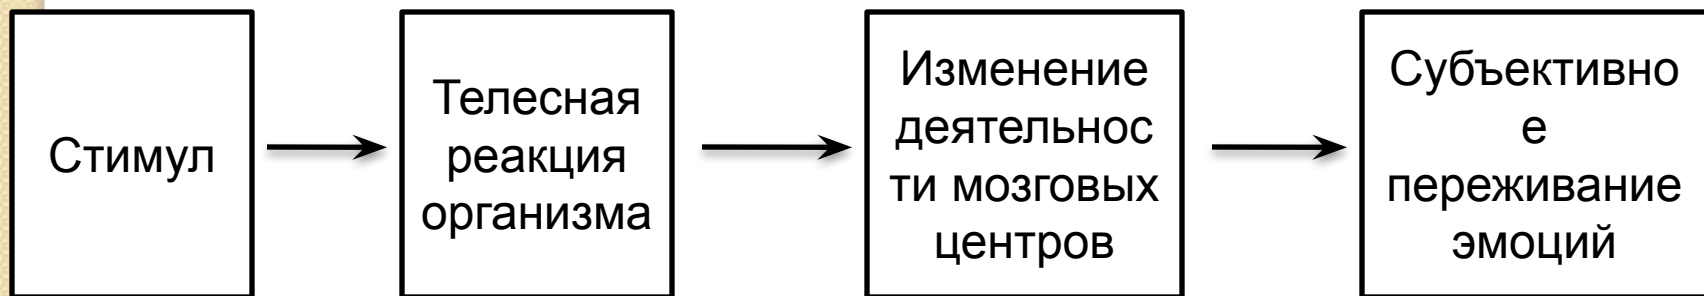 Стимул
Телесная
реакция
организма
Изменение
деятельнос
ти мозговых
центров
Субъективно
е
переживание
эмоций